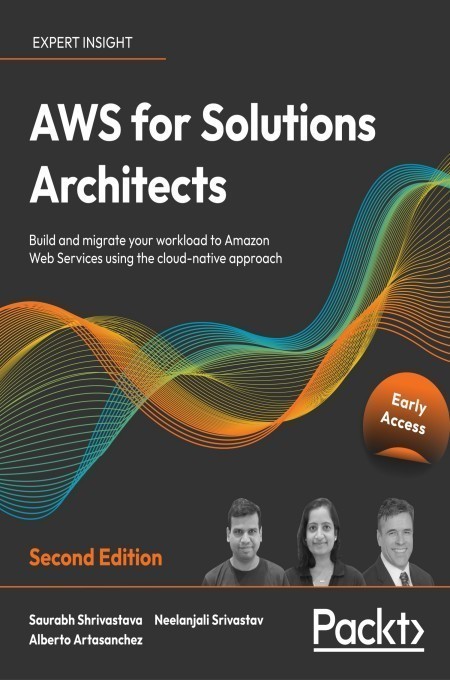 EXPERT INSIGHT
AWS for Solutions
Architects
Build and migrate your workload to Amazon
Web Services using the cloud-native approach
Early
Access
Second Edition
Saurabh Shrivastava Neelanjali Srivastav
Alberto Artasanchez
Packt>